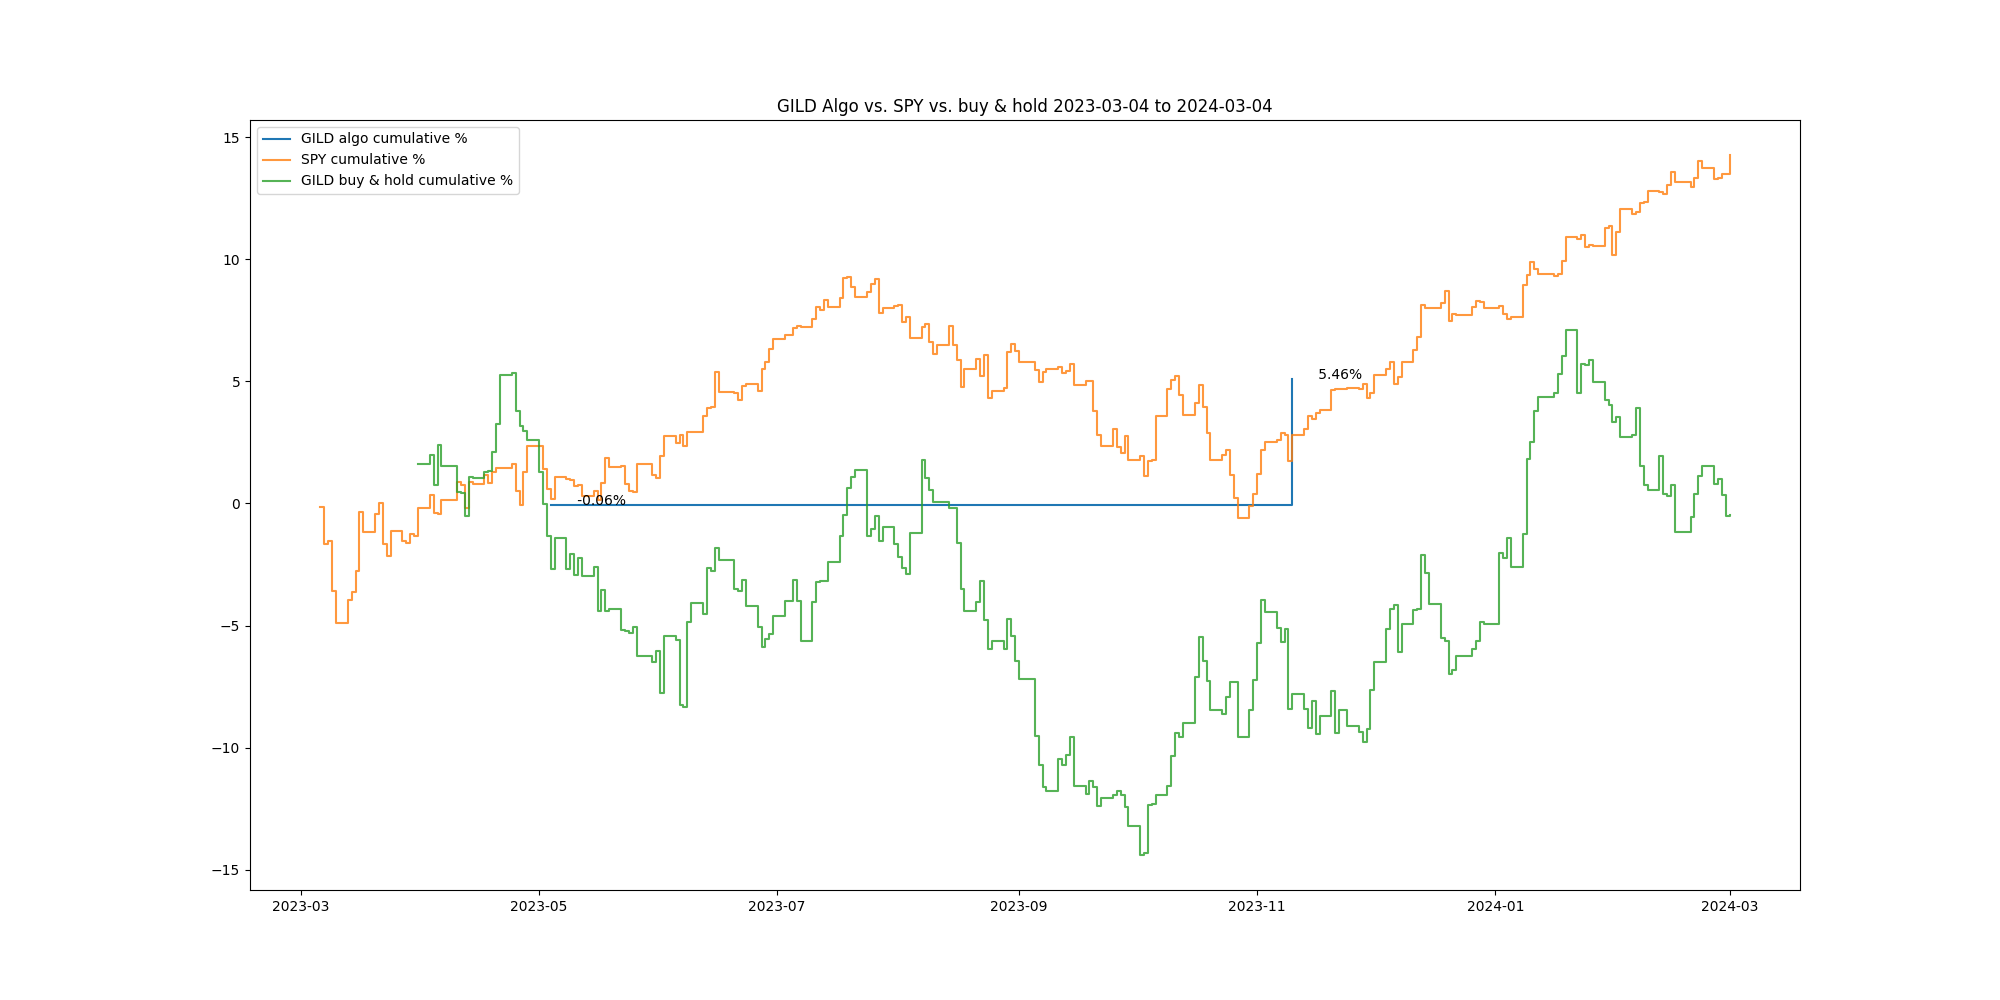 GILD Algo vs. SPY vs. buy & hold 2023-03-04 to 2024-03-04
GILD algo cumulative %
SPY cumulative %
GILD buy & hold cumulative %
15
10
5
0
−5
−10
−15
5.46%
-0.06%
2023-03 2023-05 2023-07 2023-09 2023-11 2024-01 2024-03